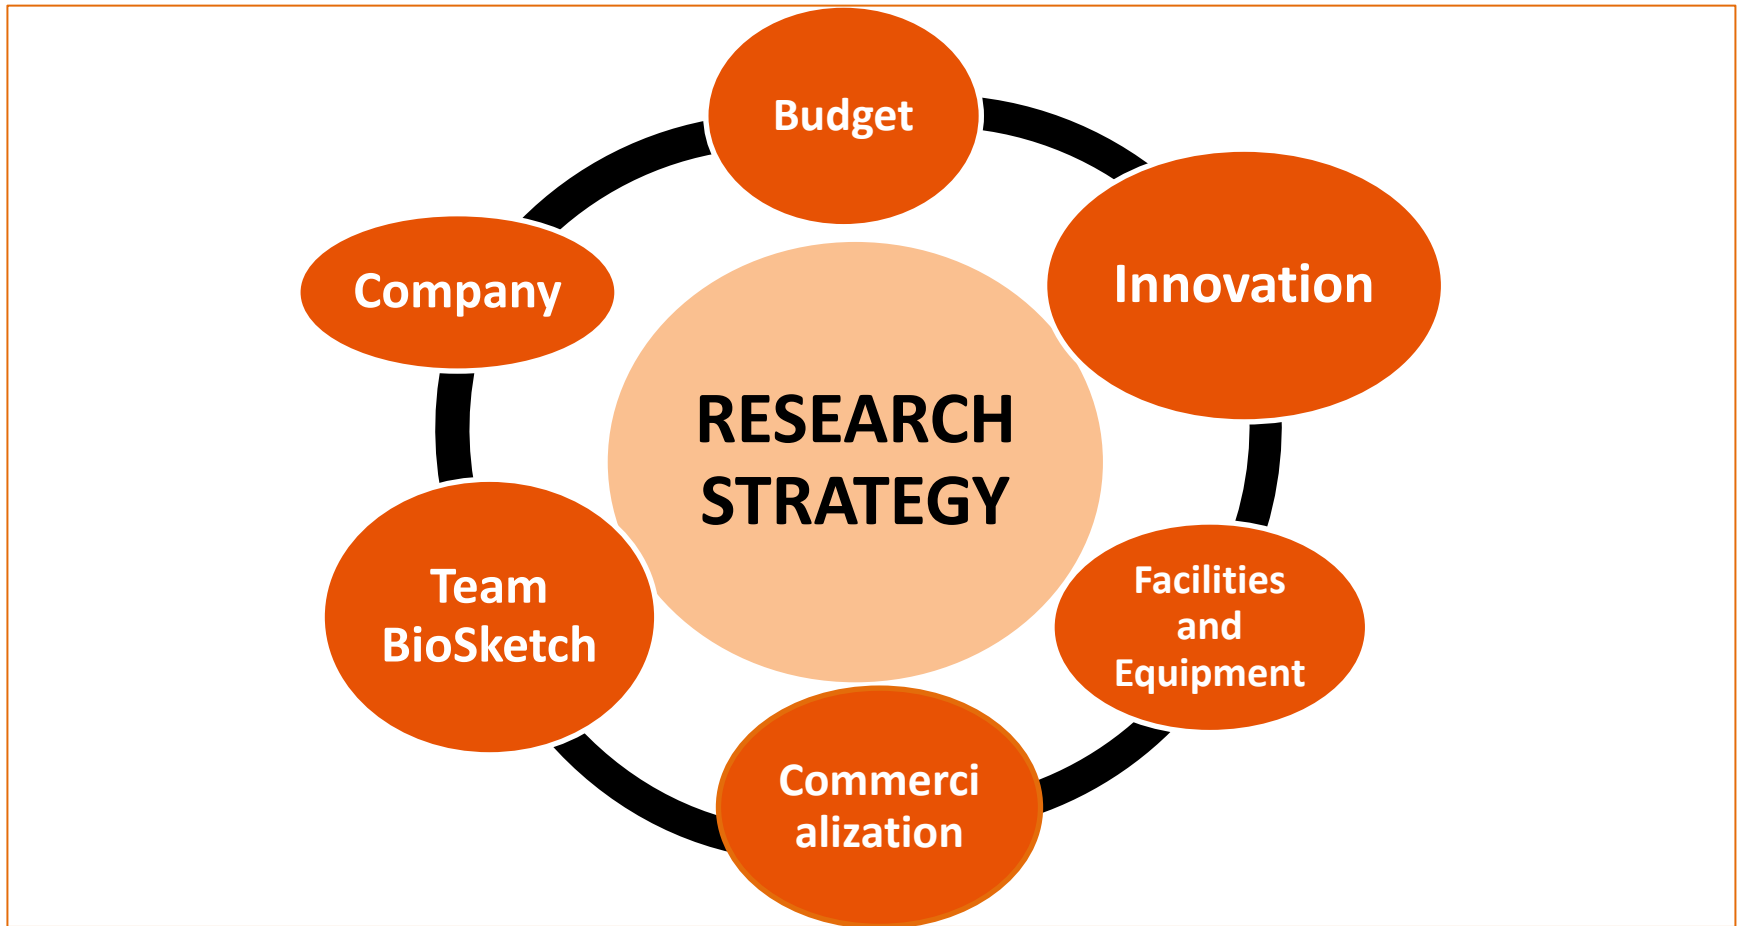 Budget
Innovation
Company
RESEARCH
STRATEGY
Facilities
and
Equipment
Team
BioSketch
Commerci
alization